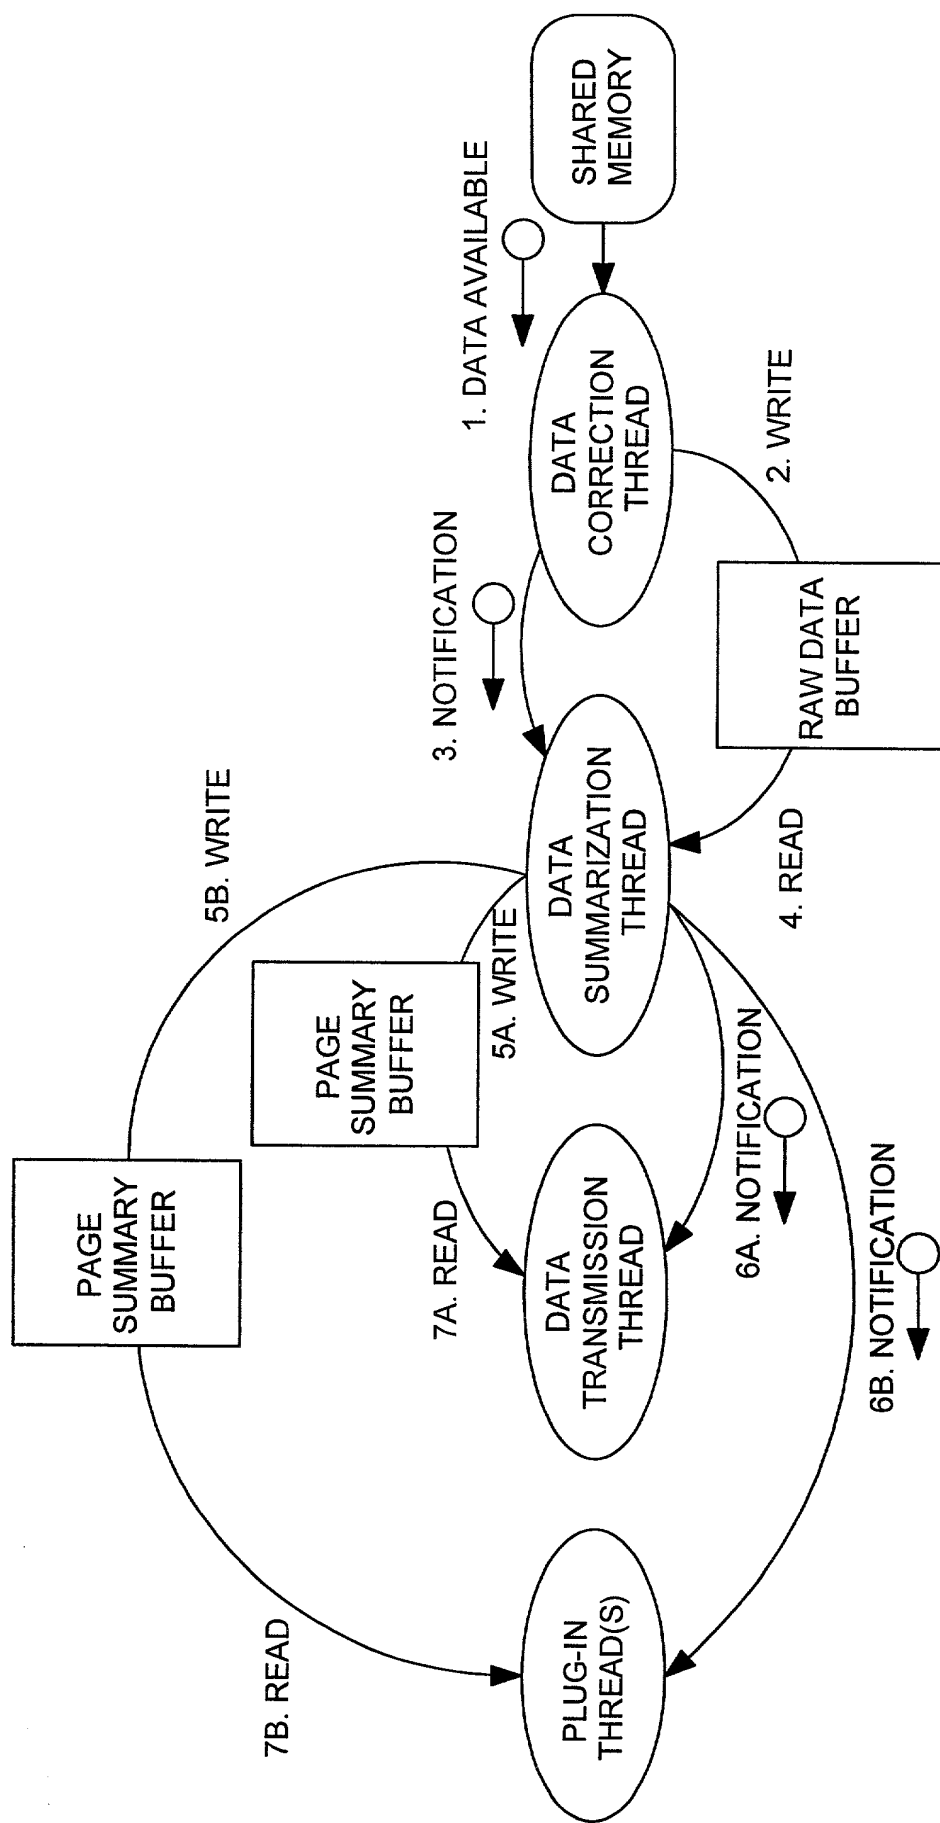 PAGE
SUMMARY
BUFFER
5B. WRITE
7B. READ
PAGE
SUMMARY
BUFFER
3. NOTIFICATION
1. DATA AVAILABLE
7A. READ
5A. WRITE
PLUG-IN
THREAD(S)
DATA
TRANSMISSION
THREAD
DATA
SUMMARIZATION
THREAD
DATA
CORRECTION
THREAD
SHARED
MEMORY
6A. NOTIFICATION
4. READ
RAW DATA
BUFFER
2. WRITE
6B. NOTIFICATION